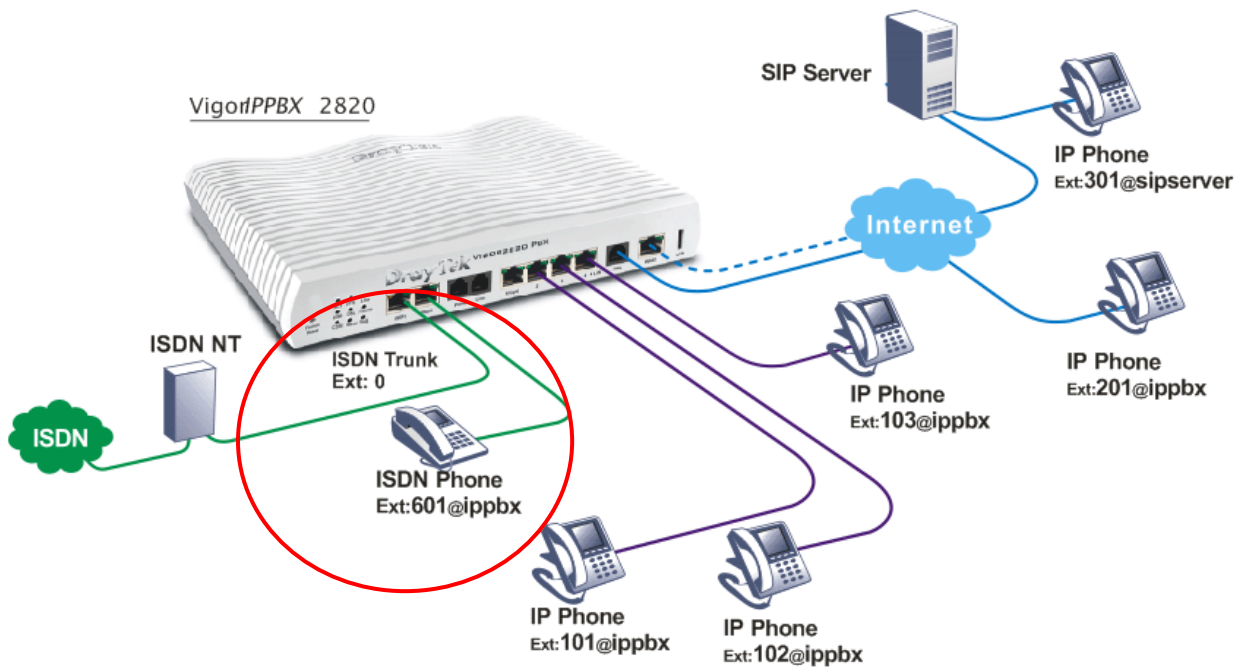 SIP Server
VigorIPPBX 2820
IP Phone
Ext:301@sipserver
Internet
DrayTek
ISDN NT
ISDN Trunk
Ext: 0
IP Phone
Ext:201@ippbx
IP Phone
Ext:103@ippbx
ISDN
ISDN Phone
Ext:601@ippbx
IP Phone
Ext:101@ippbx
IP Phone
Ext:102@ippbx